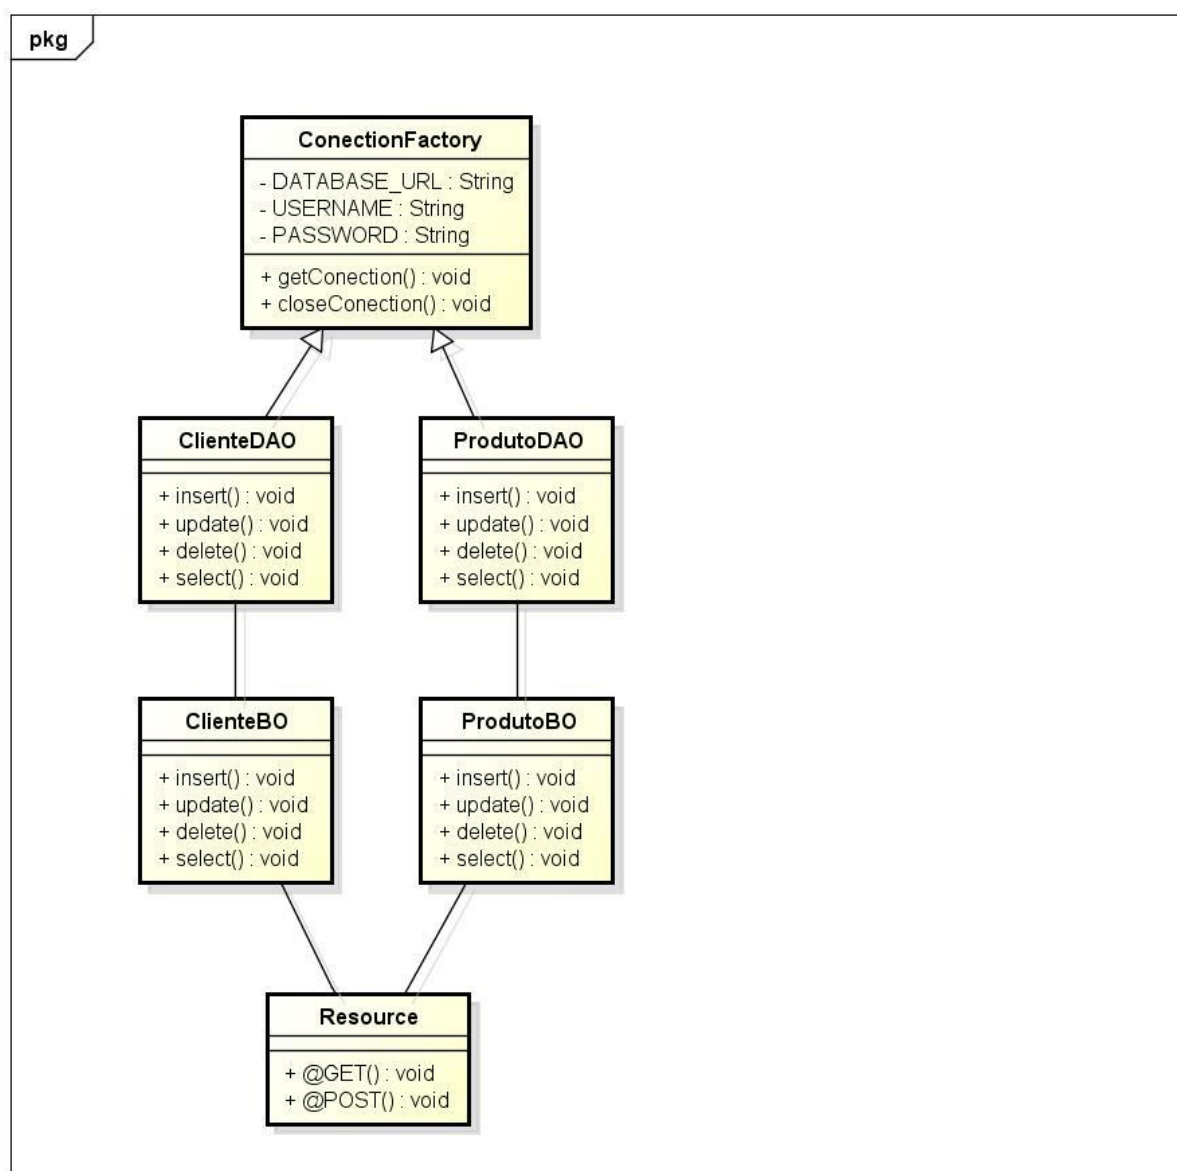 pkg
ConectionFactory
- DATABASE_URL : String
- USERNAME : String
- PASSWORD : String
+ getConection() : void
+ closeConection() : void
ClienteDAO
+ insert() : void
+ update() : void
+ delete() : void
+ select() : void
ProdutoDAO
+ insert() : void
+ update() : void
+ delete() : void
+ select() : void
ClienteBO
+ insert() : void
+ update() : void
+ delete() : void
+ select() : void
ProdutoBO
+ insert() : void
+ update() : void
+ delete() : void
+ select() : void
Resource
+ @GET() : void
+ @POST() : void